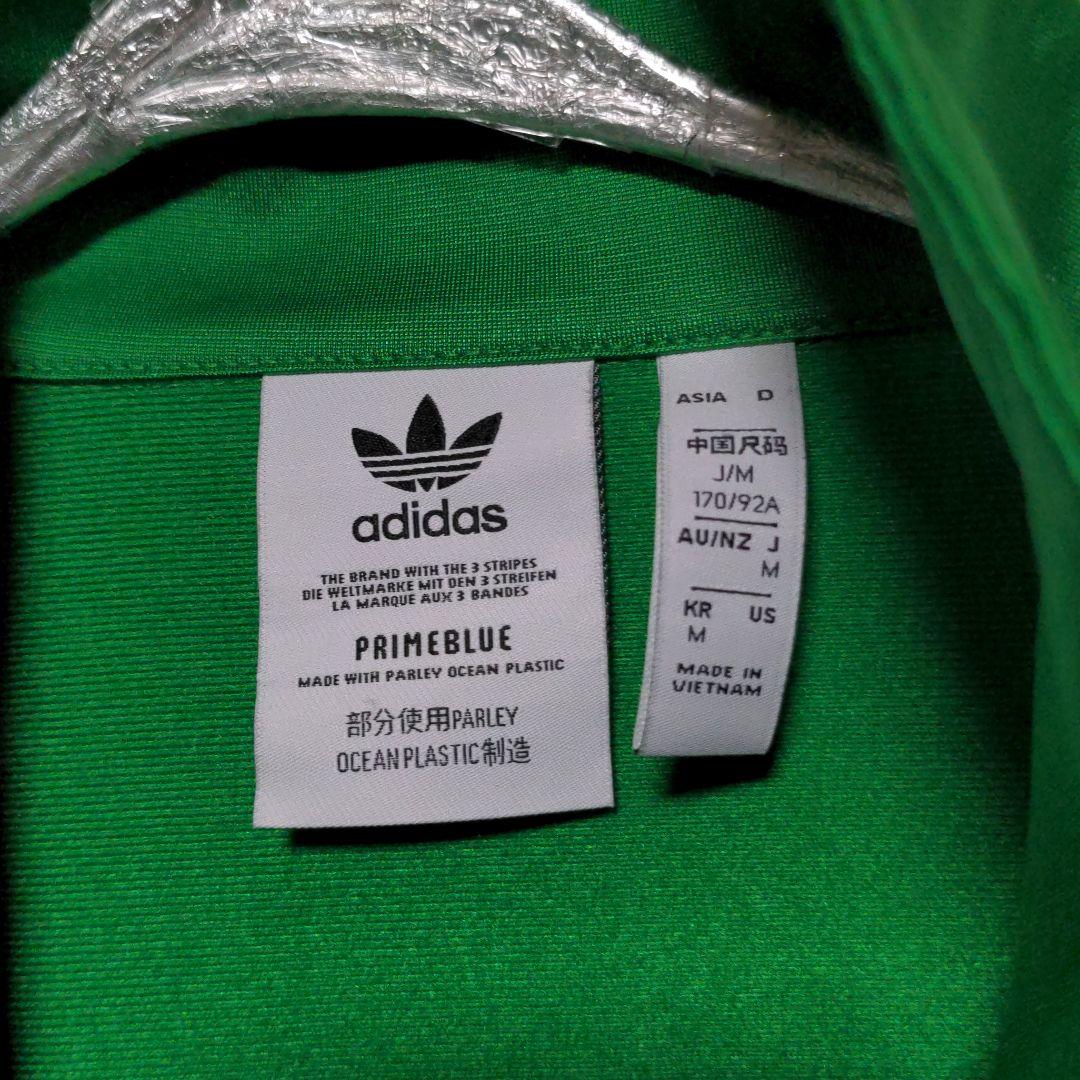 adidas
THE BRAND WITH THE 3 STRIPES
DIE WELTMARKE MIT DEN 3 STREIFEN
LA MARQUE AUX 3 BANDES
PRIMEBLUE
MADE WITH PARLEY OCEAN PLASTIC
部分使用PARLEY
OCEAN PLASTIC制造
ASIA D
中国尺码
J/M
170/92A
AU/NZ J
M
KR US
M
MADE IN
VIETNAM